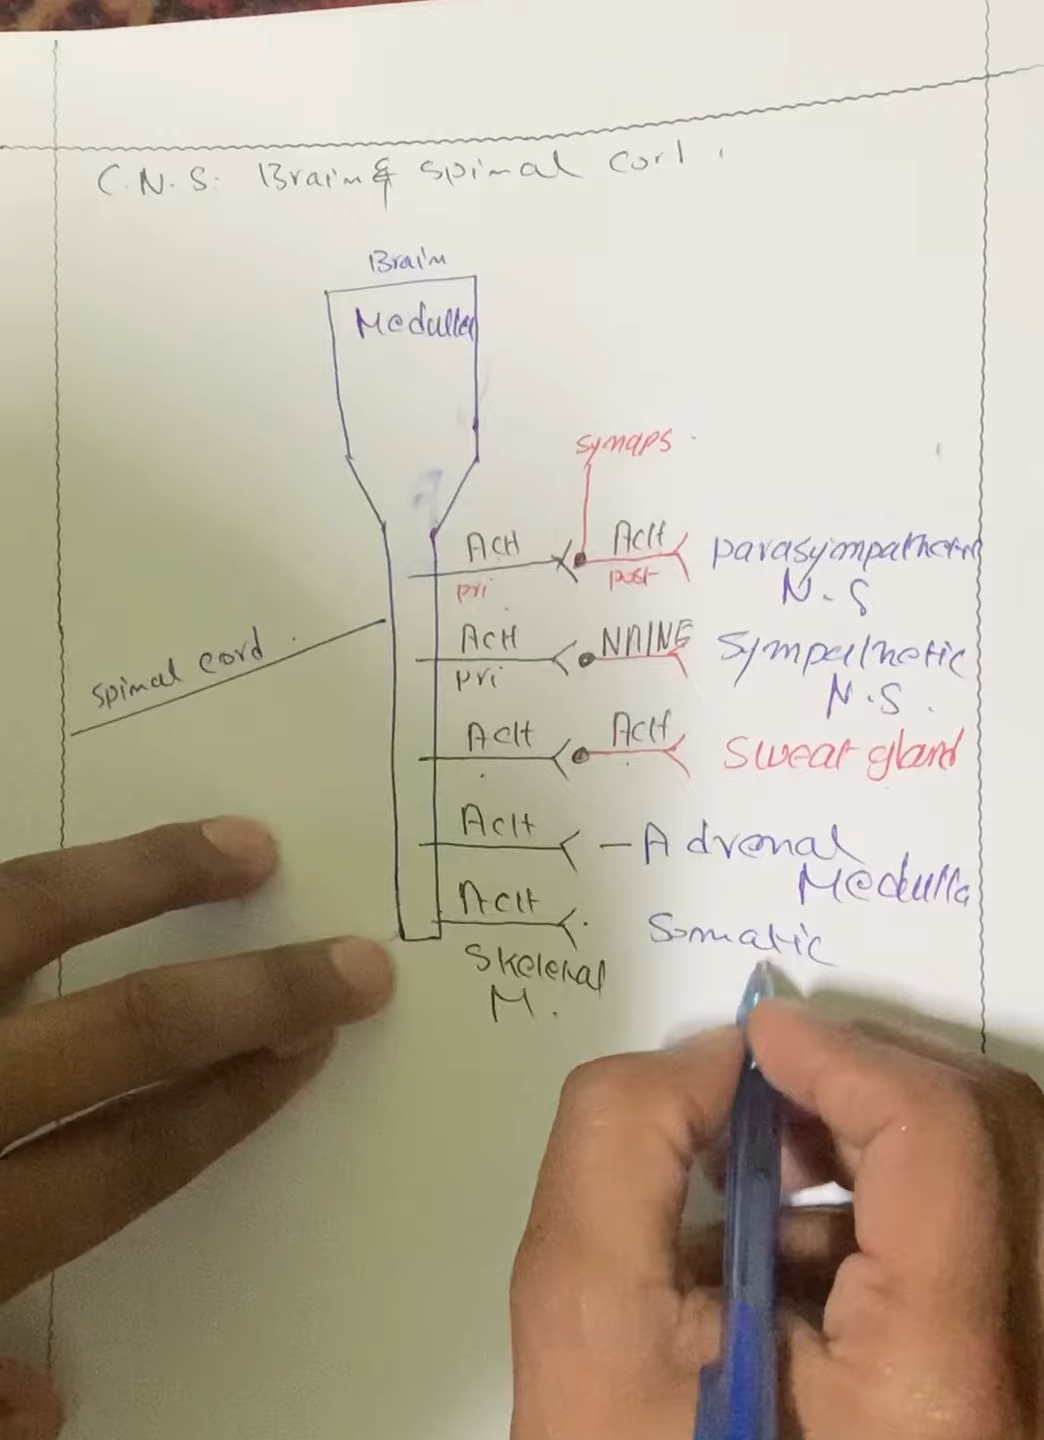 C.N.S: Brain & spinal corl.
Brain
Medulla
synaps
AcH AcH parasympathetic
pri post N.S
AcH NA/NE Sympathetic
pri N.S.
spinal cord
AcH AcH Sweat gland
AcH - Adrenal
Medulla
AcH Somatic
Skeletal
M.